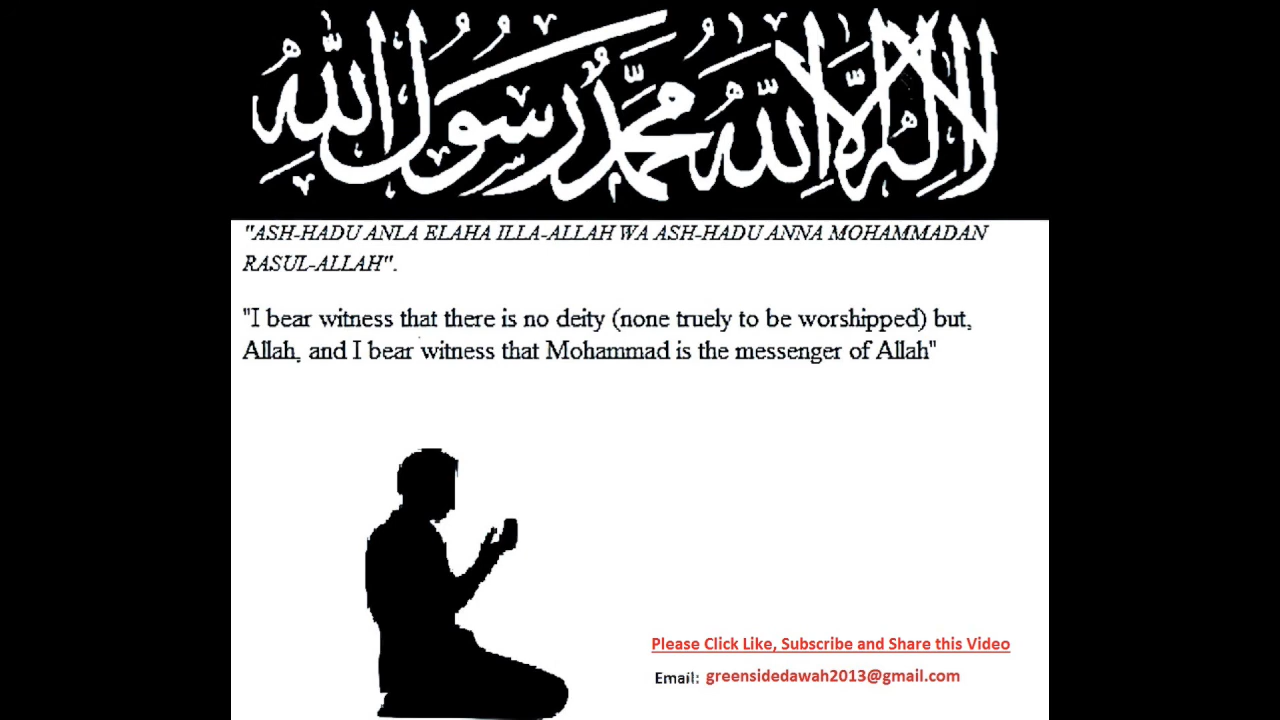 لا إله إلا الله محمد رسول الله
"ASH-HADU ANLA ELAHA ILLA-ALLAH WA ASH-HADU ANNA MOHAMMADAN
RASUL-ALLAH".
"I bear witness that there is no deity (none truely to be worshipped) but,
Allah, and I bear witness that Mohammad is the messenger of Allah"
Please Click Like, Subscribe and Share this Video
Email: greensidedawah2013@gmail.com